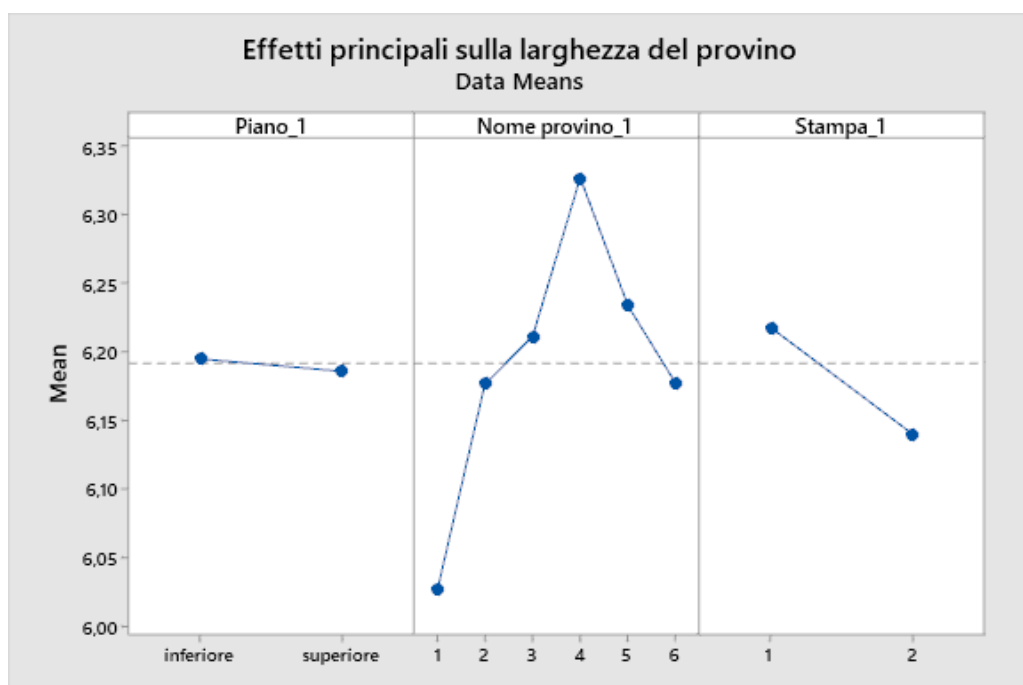 Effetti principali sulla larghezza del provino
Data Means
Piano_1 Nome provino_1 Stampa_1
Mean
6,35
6,30
6,25
6,20
6,15
6,10
6,05
6,00
inferiore superiore 1 2 3 4 5 6 1 2